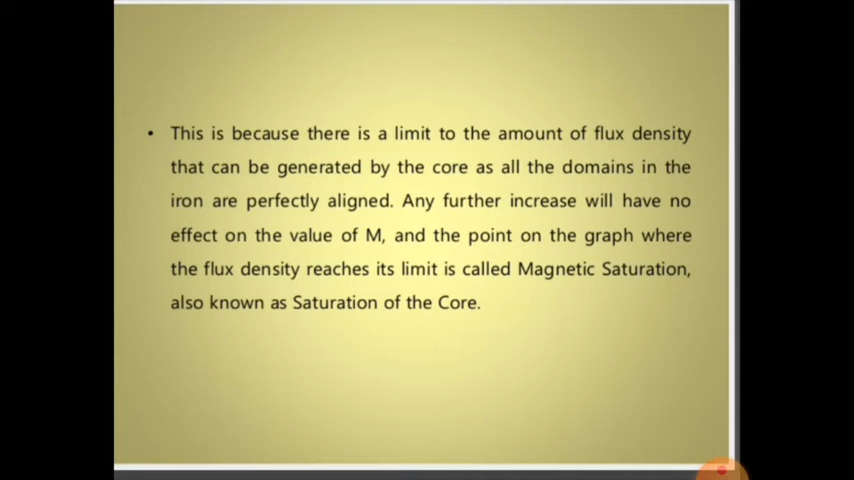 • This is because there is a limit to the amount of flux density
that can be generated by the core as all the domains in the
iron are perfectly aligned. Any further increase will have no
effect on the value of M, and the point on the graph where
the flux density reaches its limit is called Magnetic Saturation,
also known as Saturation of the Core.